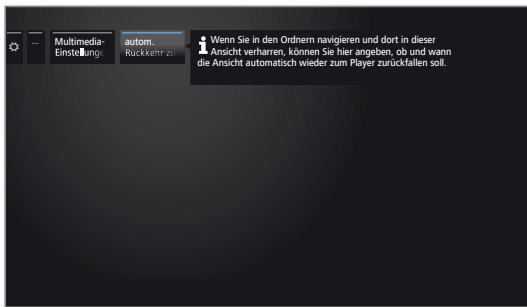 ...
Multimedia-
autom.
Rückkehr zu
Wenn Sie in den Ordnern navigieren und dort in dieser
Ansicht verharren, können Sie hier angeben, ob und wann
die Ansicht automatisch wieder zum Player zurückfallen soll.